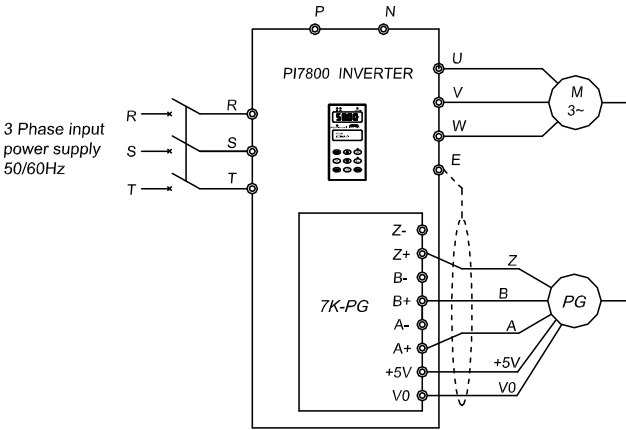 P N
PI7800 INVERTER
3 Phase input
power supply
50/60Hz
R R
S S
T T
U
V
W
E
M
3~
7K-PG
Z-
Z+
B-
B+
A-
A+
+5V
V0
Z
B
A
+5V
V0
PG